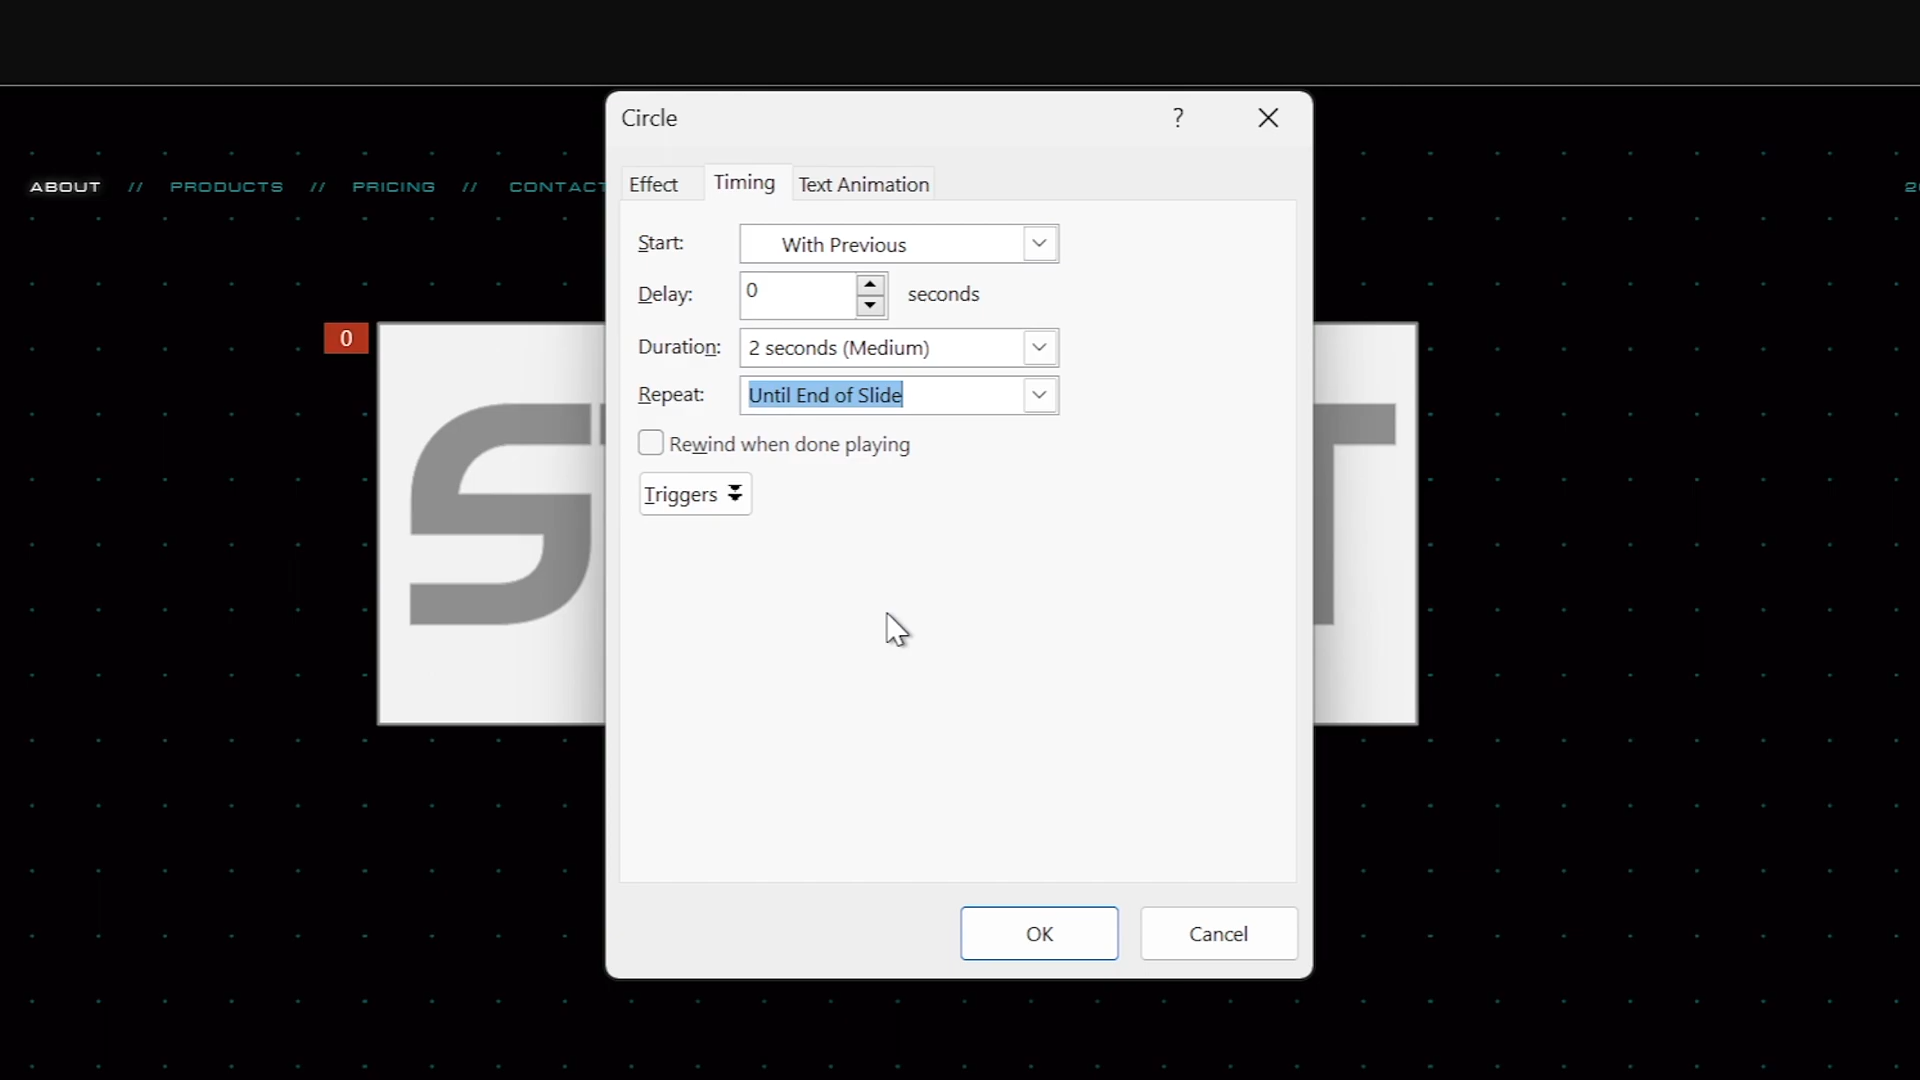 Circle
?
ABOUT // PRODUCTS // PRICING // CONTACT
Effect Timing Text Animation
Start: With Previous
Delay: 0 seconds
Duration: 2 seconds (Medium)
Repeat: Until End of Slide
Rewind when done playing
Triggers
0
S T
OK Cancel